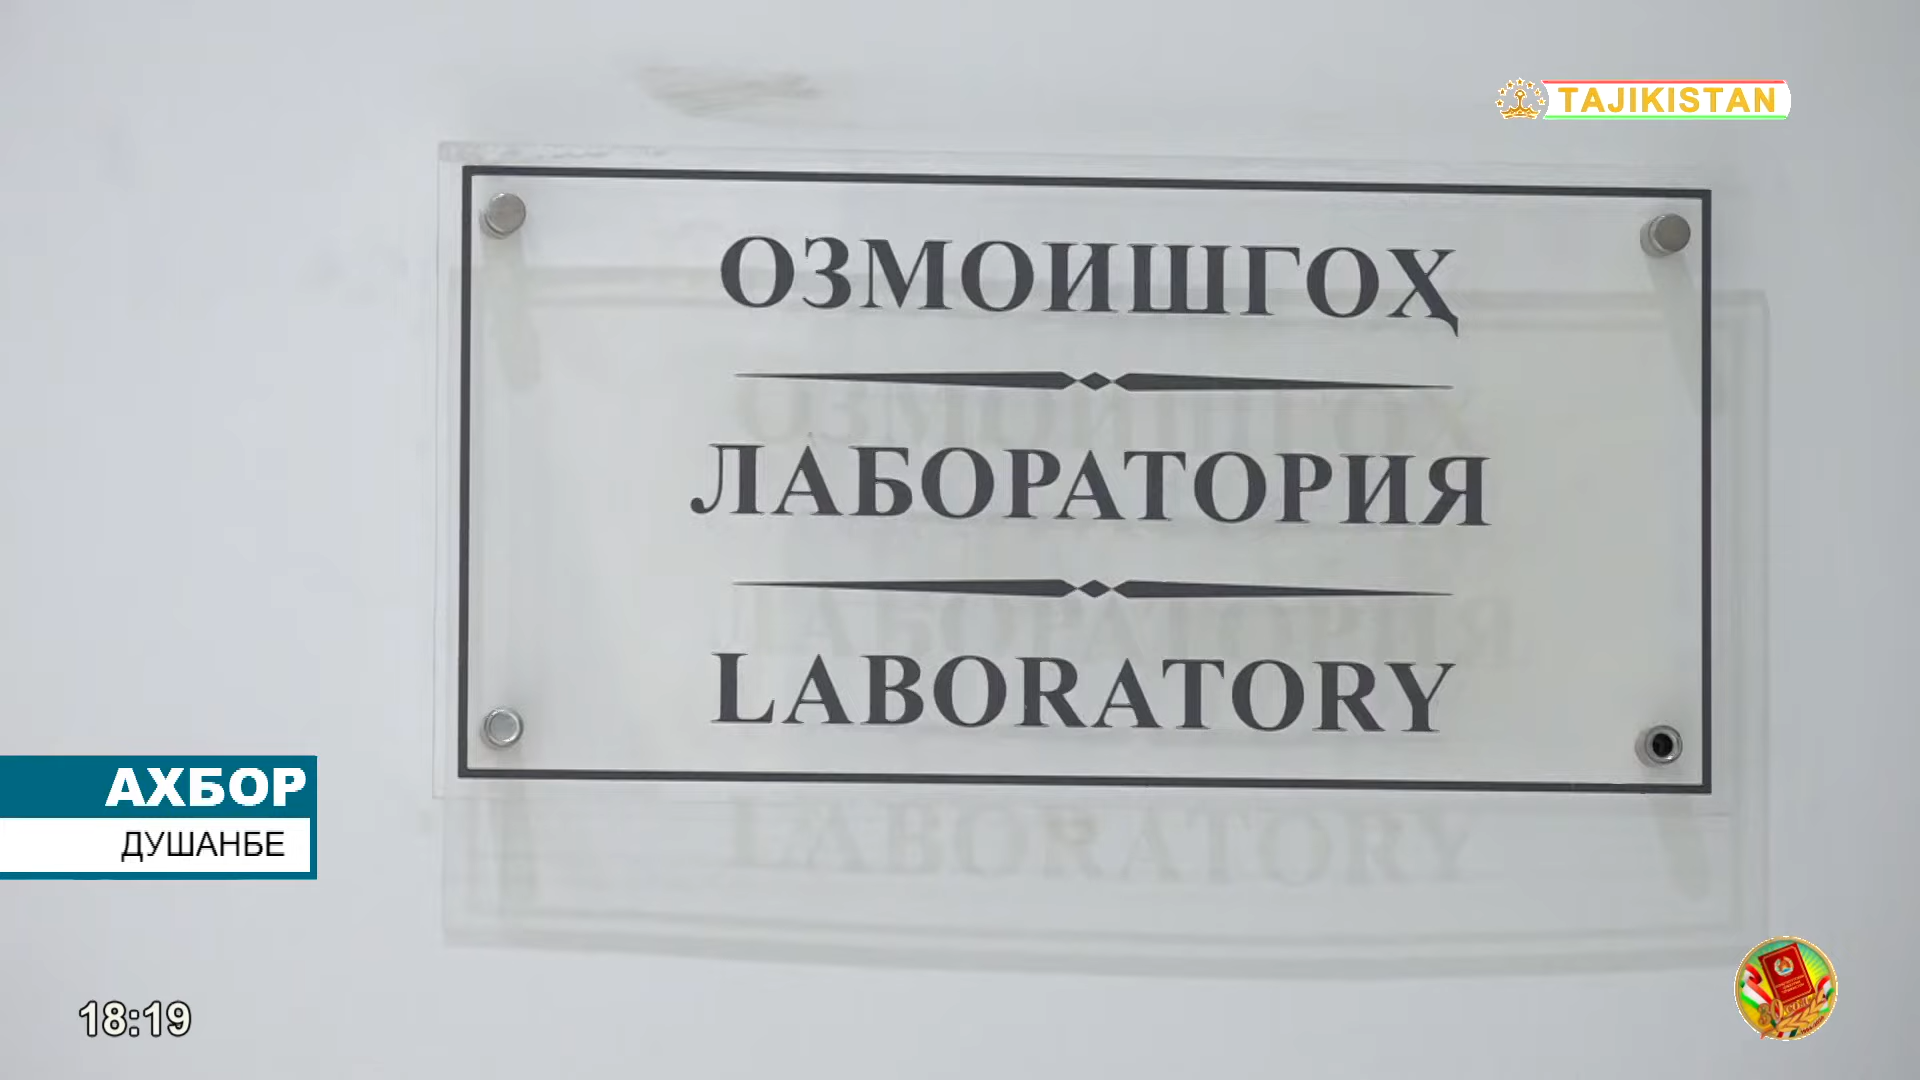 TAJIKISTAN
ОЗМОИШГОҲ
ЛАБОРАТОРИЯ
LABORATORY
АХБОР
ДУШАНБЕ
18:19